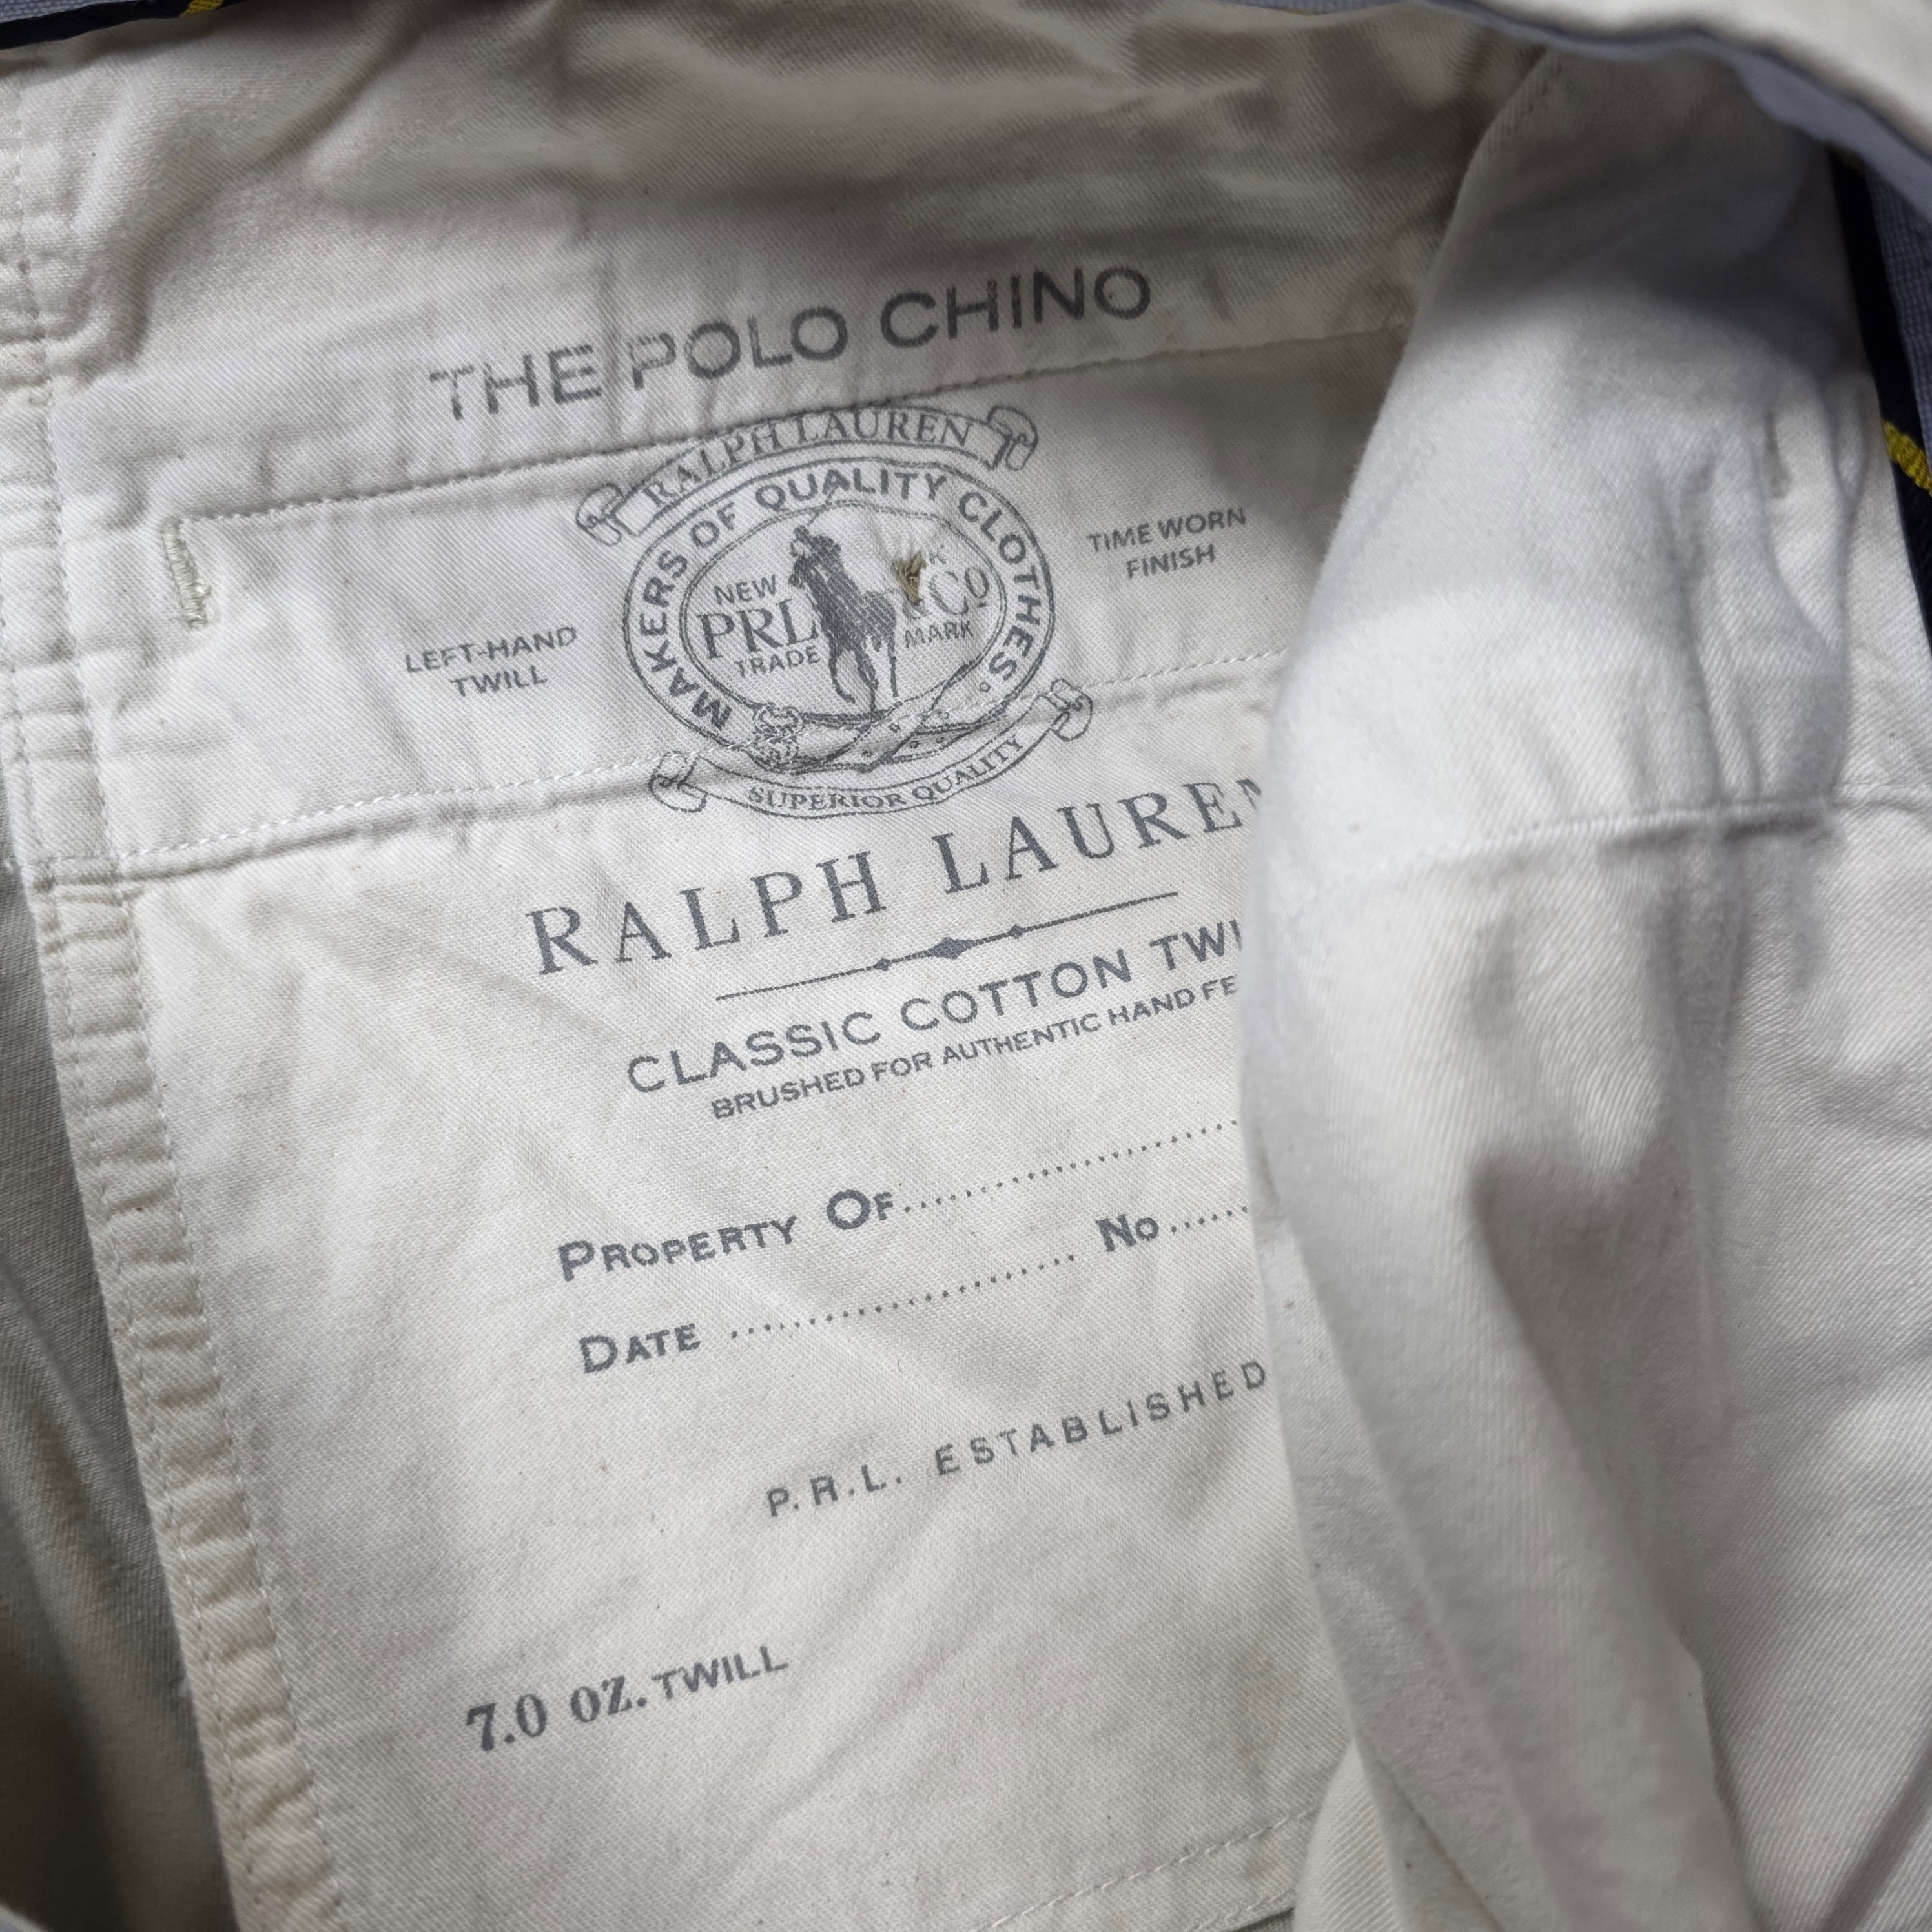 THE POLO CHINO
RALPH LAUREN
MAKERS OF QUALITY CLOTHES
NEW
PRL &Co
TRADE MARK
SUPERIOR QUALITY
LEFT-HAND
TWILL
TIME WORN
FINISH
RALPH LAUREN
CLASSIC COTTON
BRUSHED FOR AUTHENTIC HAND
PROPERTY OF
DATE No
P.R.L. ESTABLISHED
7.0 OZ. TWILL